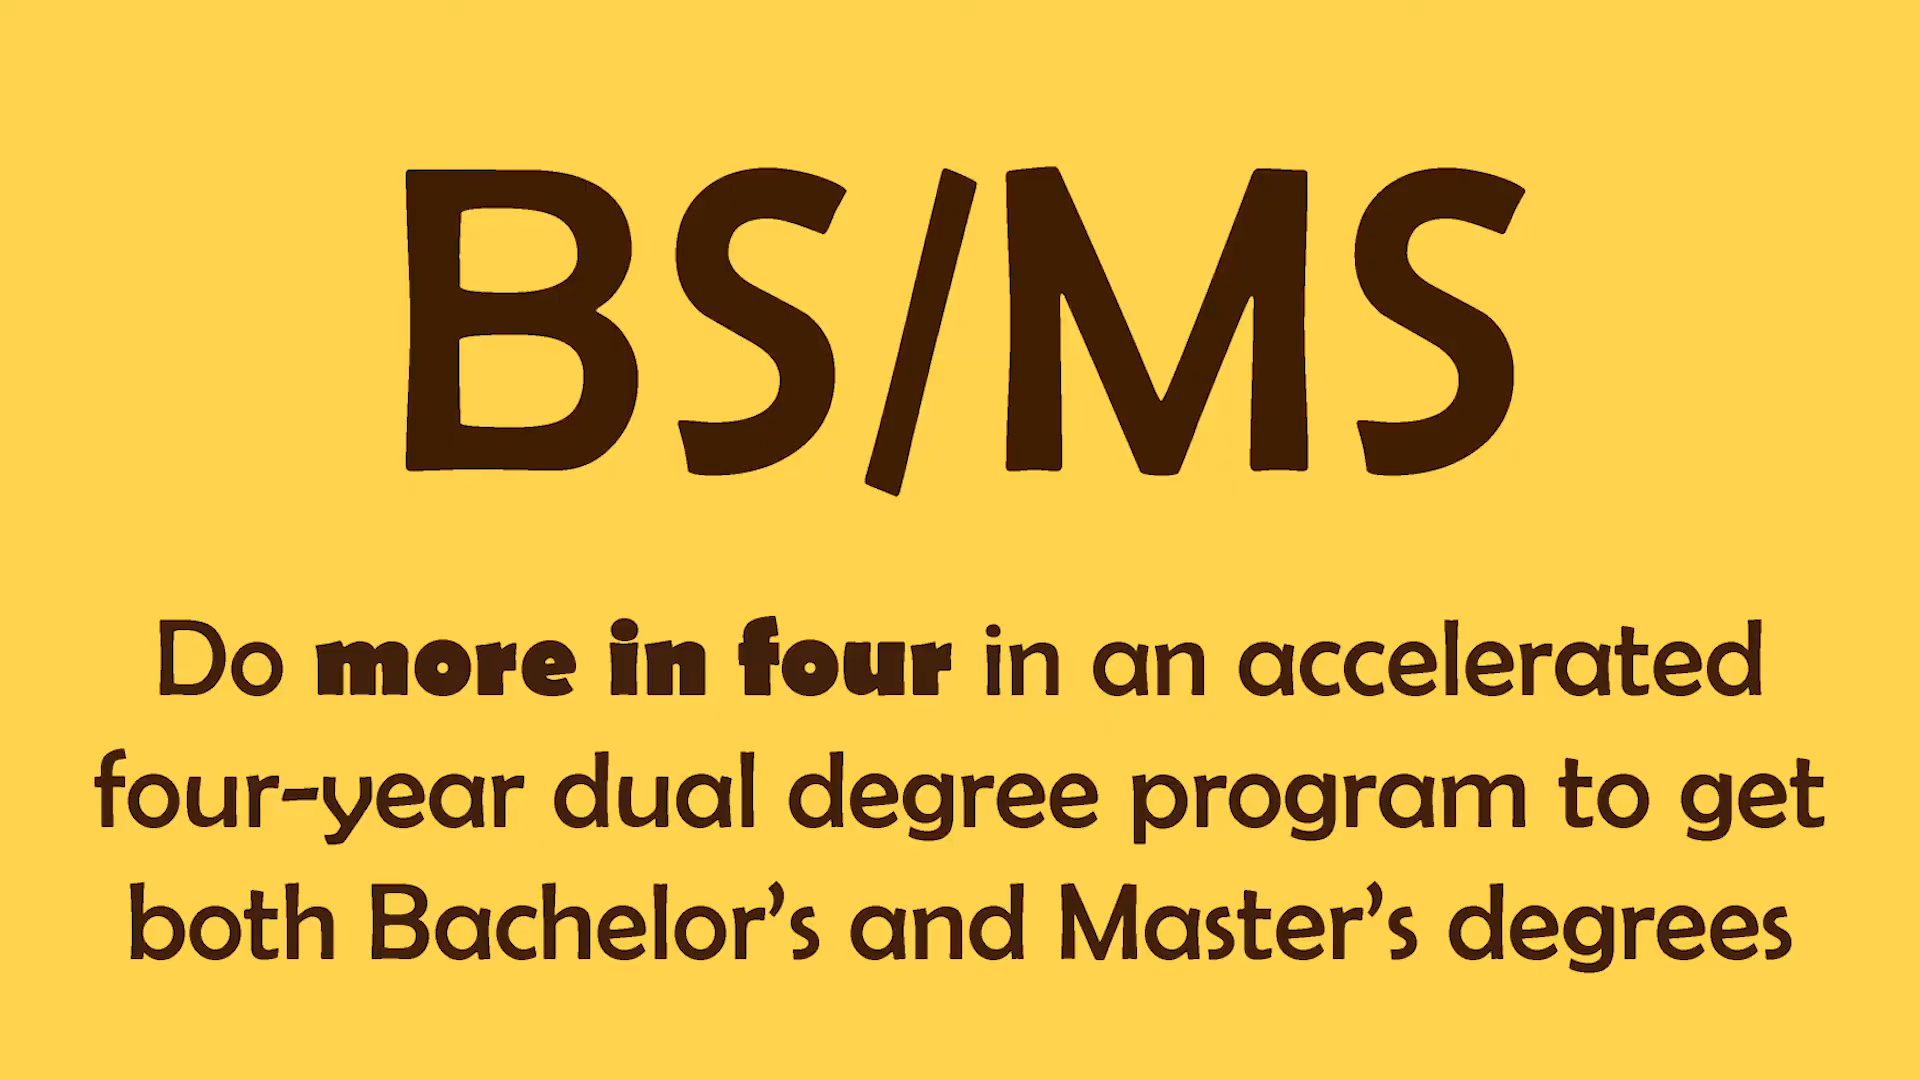 BS/MS
Do more in four in an accelerated
four-year dual degree program to get
both Bachelor’s and Master’s degrees